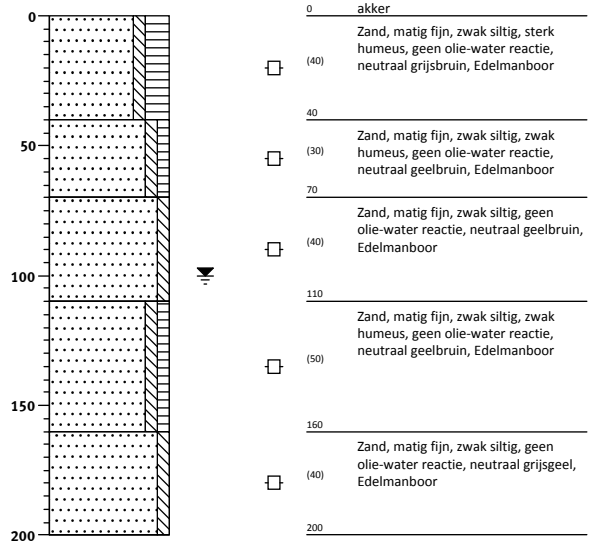 0
50
100
150
200
0 akker
(40)
Zand, matig fijn, zwak siltig, sterk
humeus, geen olie-water reactie,
neutraal grijsbruin, Edelmanboor
40
(30)
Zand, matig fijn, zwak siltig, zwak
humeus, geen olie-water reactie,
neutraal geelbruin, Edelmanboor
70
(40)
Zand, matig fijn, zwak siltig, geen
olie-water reactie, neutraal geelbruin,
Edelmanboor
110
(50)
Zand, matig fijn, zwak siltig, zwak
humeus, geen olie-water reactie,
neutraal geelbruin, Edelmanboor
160
(40)
Zand, matig fijn, zwak siltig, geen
olie-water reactie, neutraal grijsgeel,
Edelmanboor
200